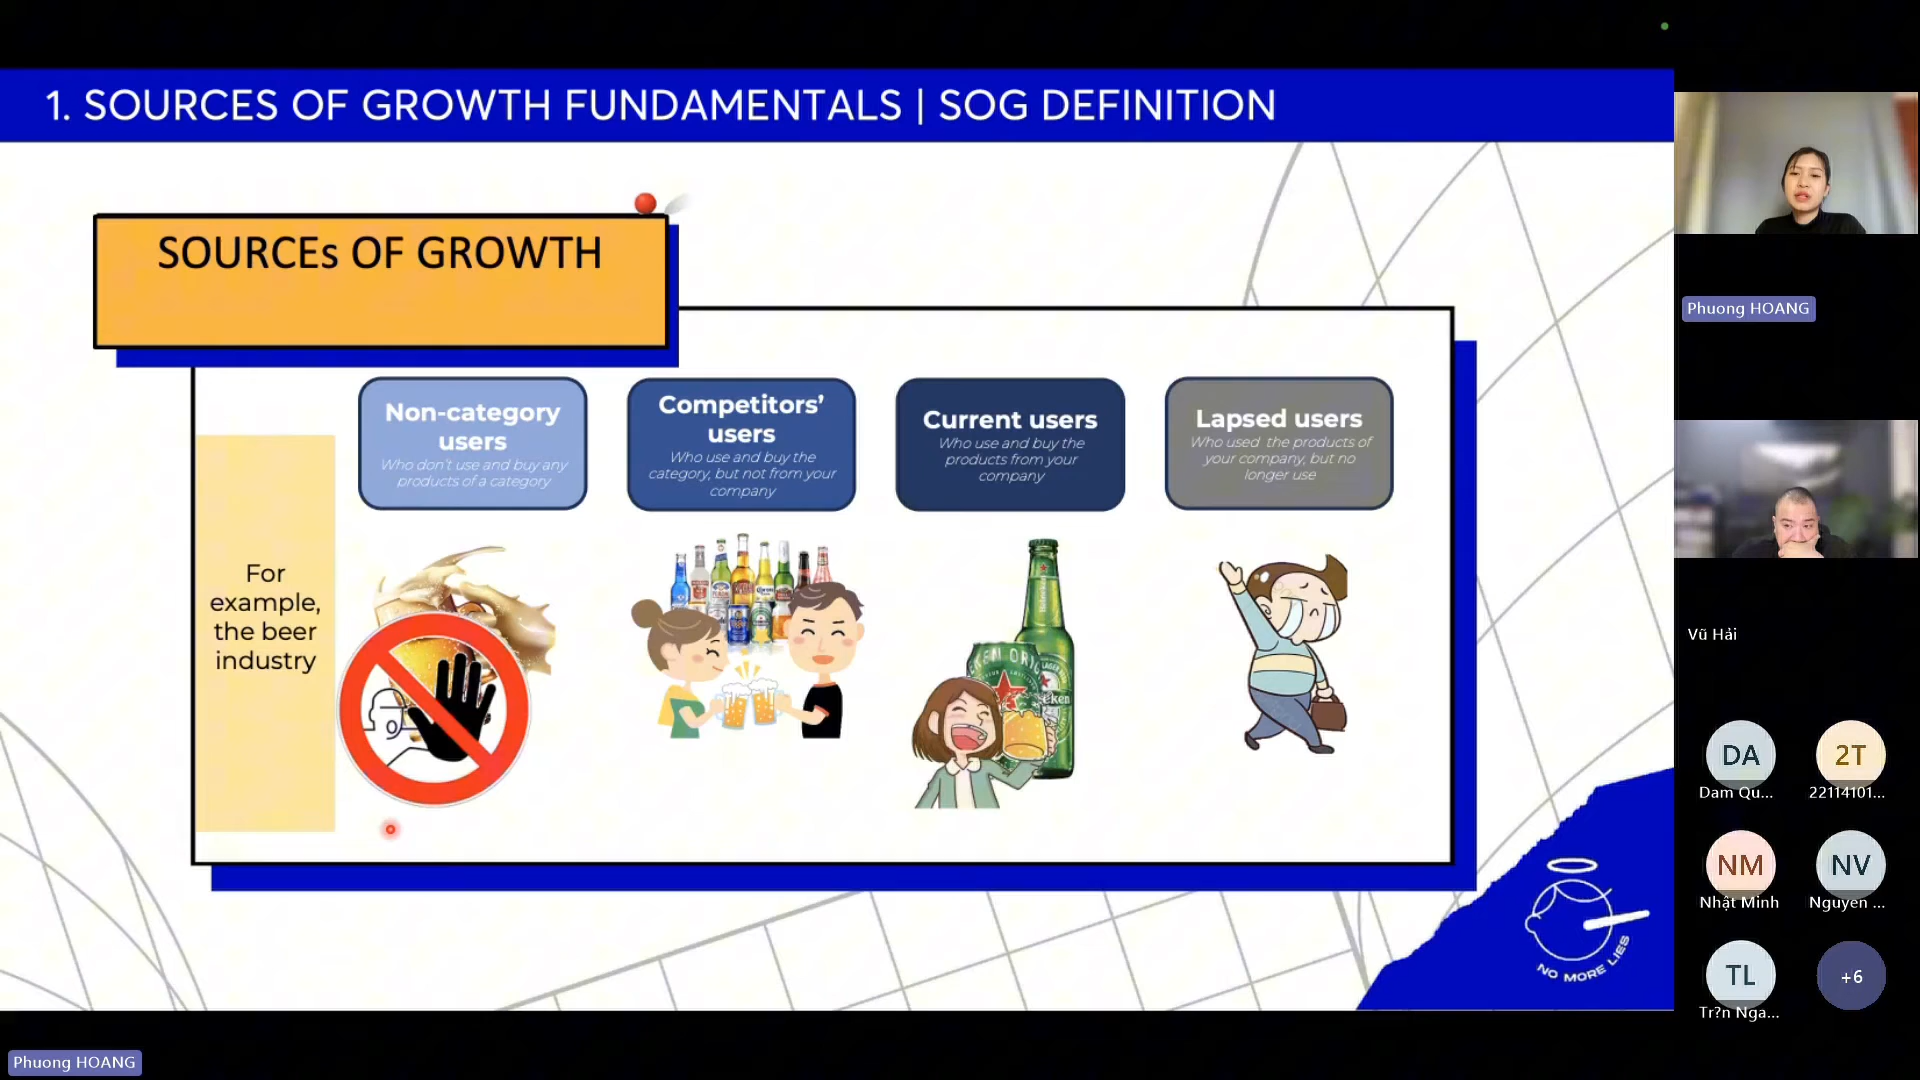 1. SOURCES OF GROWTH FUNDAMENTALS | SOG DEFINITION
SOURCEs OF GROWTH
Non-category
users
Who don't use and buy any
products of a category
Competitors'
users
Who use and buy the
category, but not from your
company
Current users
Who use and buy the
products from your
company
Lapsed users
Who used the products of
your company, but no
longer use
For
example,
the beer
industry
NO MORE LIES
Phuong HOANG
Vũ Hải
DA
Dam Qu...
2T
22114101...
NM
Nhật Minh
NV
Nguyen ...
TL
Tr?n Nga...
+6
Phuong HOANG